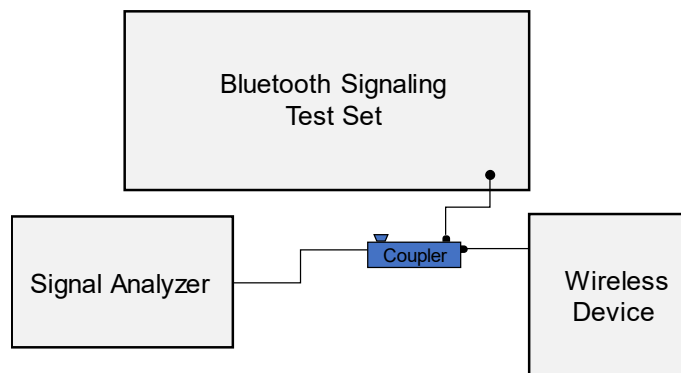 Bluetooth Signaling
Test Set
Coupler
Signal Analyzer
Wireless
Device